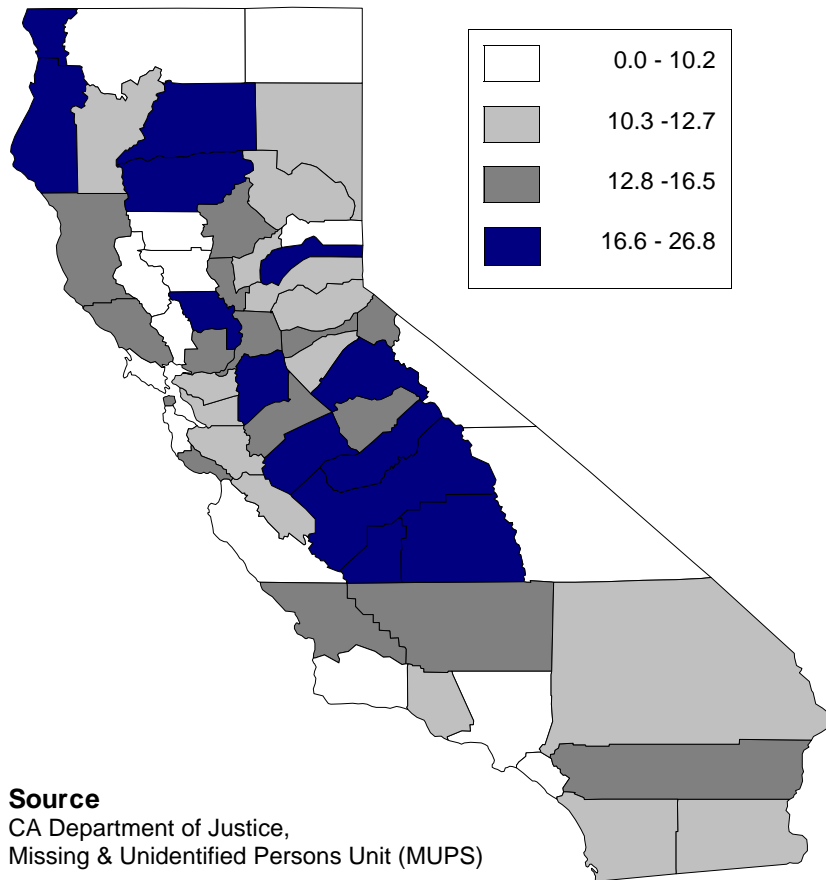 0.0 - 10.2
10.3 -12.7
12.8 -16.5
16.6 - 26.8
Source
CA Department of Justice,
Missing & Unidentified Persons Unit (MUPS)